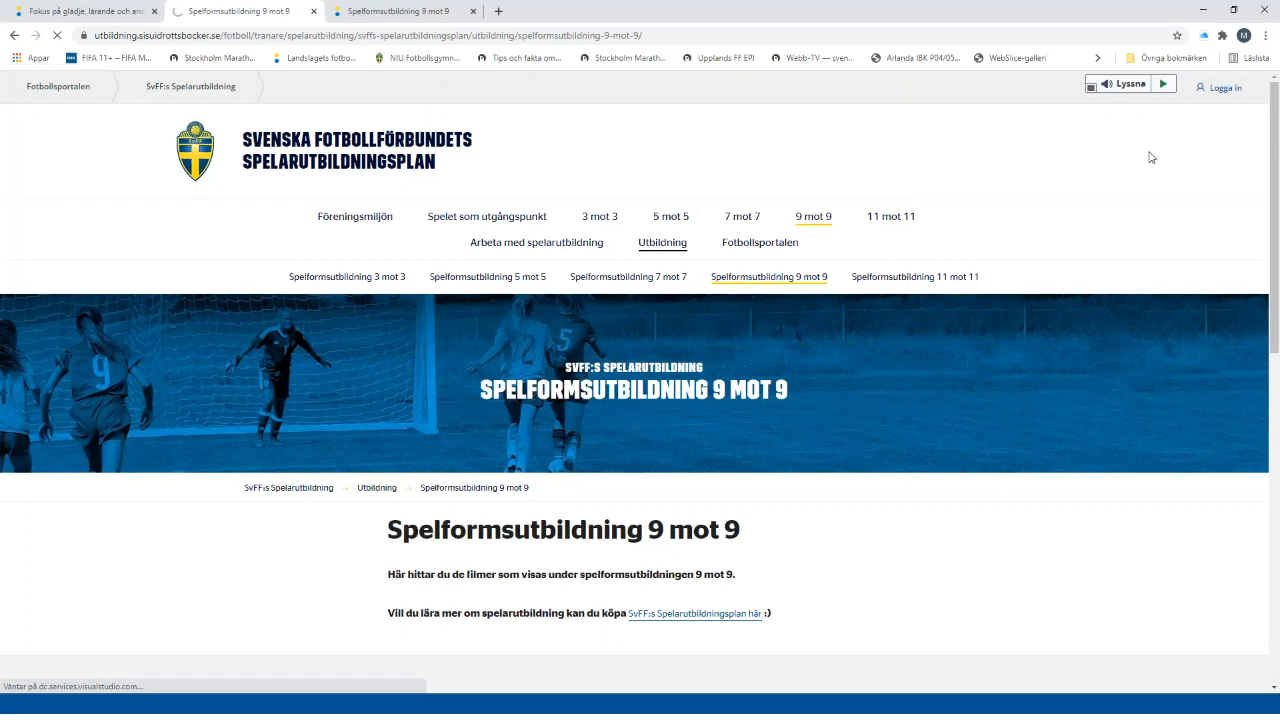 Fokus på glädje, lärande och ans
Spelformsutbildning 9 mot 9
Spelformsutbildning 9 mot 9
utbildning.sisuidrottsbocker.se/fotboll/tranare/spelarutbildning/svffs-spelarutbildningsplan/utbildning/spelformsutbildning-9-mot-9/
M
Appar
FIFA 11+ – FIFA M...
Stockholm Marath...
Landslagets fotbo...
NIU Fotbollsgymn...
Tips och fakta om...
Stockholm Marath...
Upplands FF EPI
Webb-TV — sven...
Arlanda IBK P04/05...
WebSlice-galleri
Övriga bokmärken
Läslista
Fotbollsportalen
SvFF:s Spelarutbildning
Lyssna
Logga in
SvFF
SVENSKA FOTBOLLFÖRBUNDETS
SPELARUTBILDNINGSPLAN
Föreningsmiljön
Spelet som utgångspunkt
3 mot 3
5 mot 5
7 mot 7
9 mot 9
11 mot 11
Arbeta med spelarutbildning
Utbildning
Fotbollsportalen
Spelformsutbildning 3 mot 3
Spelformsutbildning 5 mot 5
Spelformsutbildning 7 mot 7
Spelformsutbildning 9 mot 9
Spelformsutbildning 11 mot 11
9
1
2
5
SVFF:S SPELARUTBILDNING
SPELFORMSUTBILDNING 9 MOT 9
SvFF:s Spelarutbildning → Utbildning → Spelformsutbildning 9 mot 9
Spelformsutbildning 9 mot 9
Här hittar du de filmer som visas under spelformsutbildningen 9 mot 9.
Vill du lära mer om spelarutbildning kan du köpa SvFF:s Spelarutbildningsplan här :)
Väntar på dc.services.visualstudio.com...